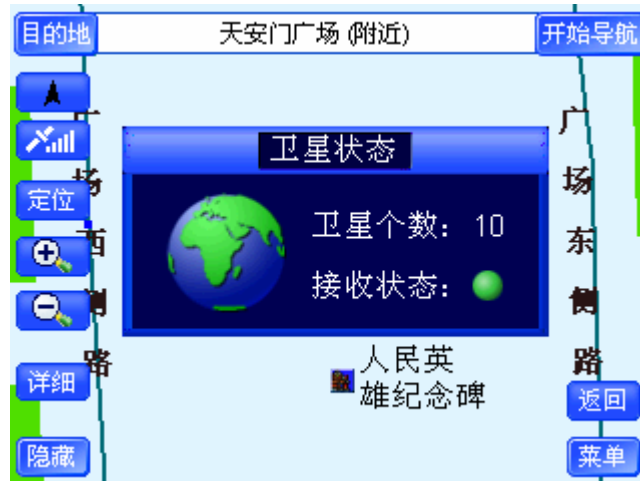 目的地
天安门广场 (附近)
开始导航
卫星状态
卫星个数：10
接收状态：
定位
详细
隐藏
广场西侧路
广场东侧路
人民英
雄纪念碑
返回
菜单